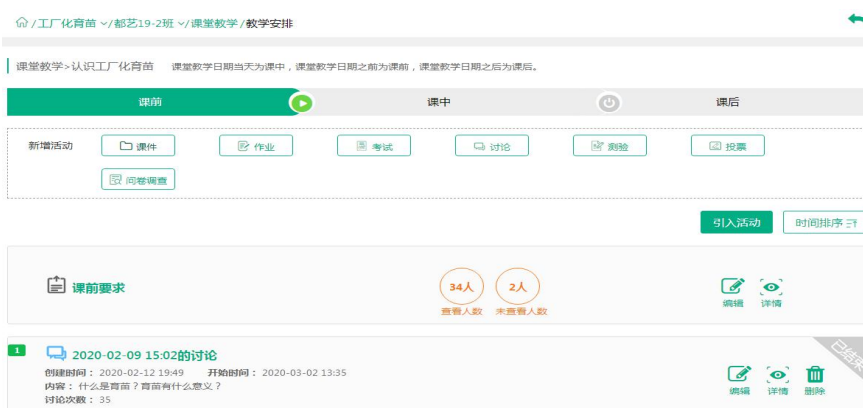 /工厂化育苗 /都艺19-2班 /课堂教学/教学安排
课堂教学>认识工厂化育苗 课堂教学日期当天为课中，课堂教学日期之前为课前，课堂教学日期之后为课后。
课前 课中 课后
新增活动 课件 作业 考试 讨论 测验 投票
问卷调查
引入活动 时间排序
课前要求 34人 2人 编辑 详情
查看人数 未查看人数
1 2020-02-09 15:02的讨论 已结束
创建时间： 2020-02-12 19:49 开始时间： 2020-03-02 13:35
内容： 什么是育苗？育苗有什么意义？ 编辑 详情 删除
讨论次数： 35